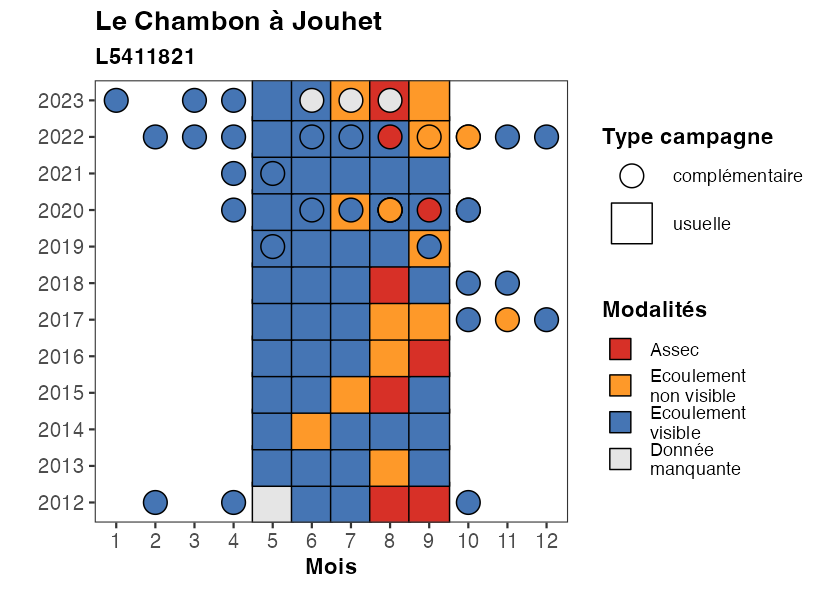 Le Chambon à Jouhet
L5411821
2023
2022
2021
2020
2019
2018
2017
2016
2015
2014
2013
2012
1 2 3 4 5 6 7 8 9 10 11 12
Mois
Type campagne
complémentaire
usuelle
Modalités
Assec
Ecoulement
non visible
Ecoulement
visible
Donnée
manquante